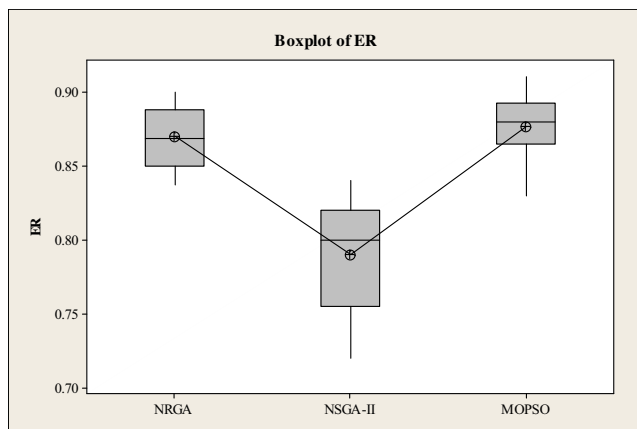 Boxplot of ER
0.90
0.85
0.80
0.75
0.70
ER
NRGA
NSGA-II
MOPSO